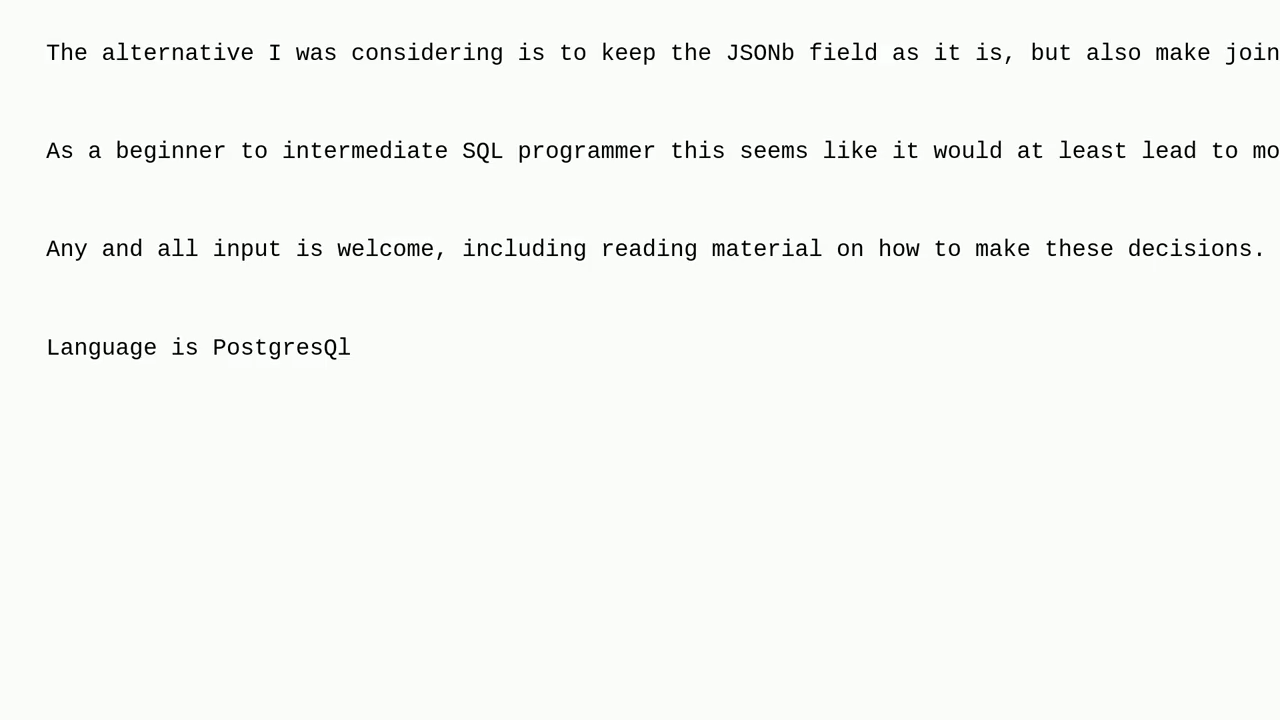 The alternative I was considering is to keep the JSONb field as it is, but also make join
As a beginner to intermediate SQL programmer this seems like it would at least lead to mo
Any and all input is welcome, including reading material on how to make these decisions.
Language is PostgresQl